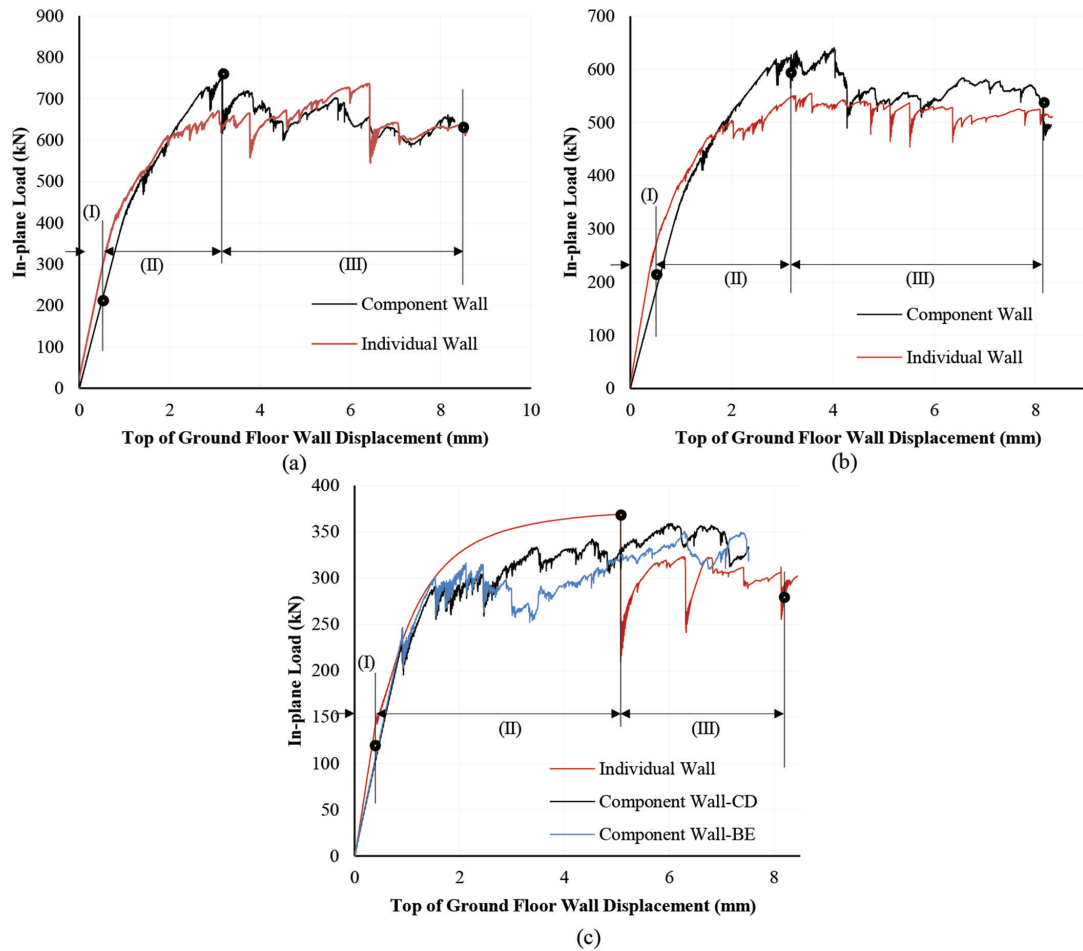 900
800
700
600
500
400
300
200
100
0
In-plane Load (kN)
(I)
(II)
(III)
Component Wall
Individual Wall
0 2 4 6 8 10
Top of Ground Floor Wall Displacement (mm)
(a)
700
600
500
400
300
200
100
0
In-plane Load (kN)
(I)
(II)
(III)
Component Wall
Individual Wall
0 2 4 6 8
Top of Ground Floor Wall Displacement (mm)
(b)
400
350
300
250
200
150
100
50
0
In-plane Load (kN)
(I)
(II)
(III)
Individual Wall
Component Wall-CD
Component Wall-BE
0 2 4 6 8
Top of Ground Floor Wall Displacement (mm)
(c)